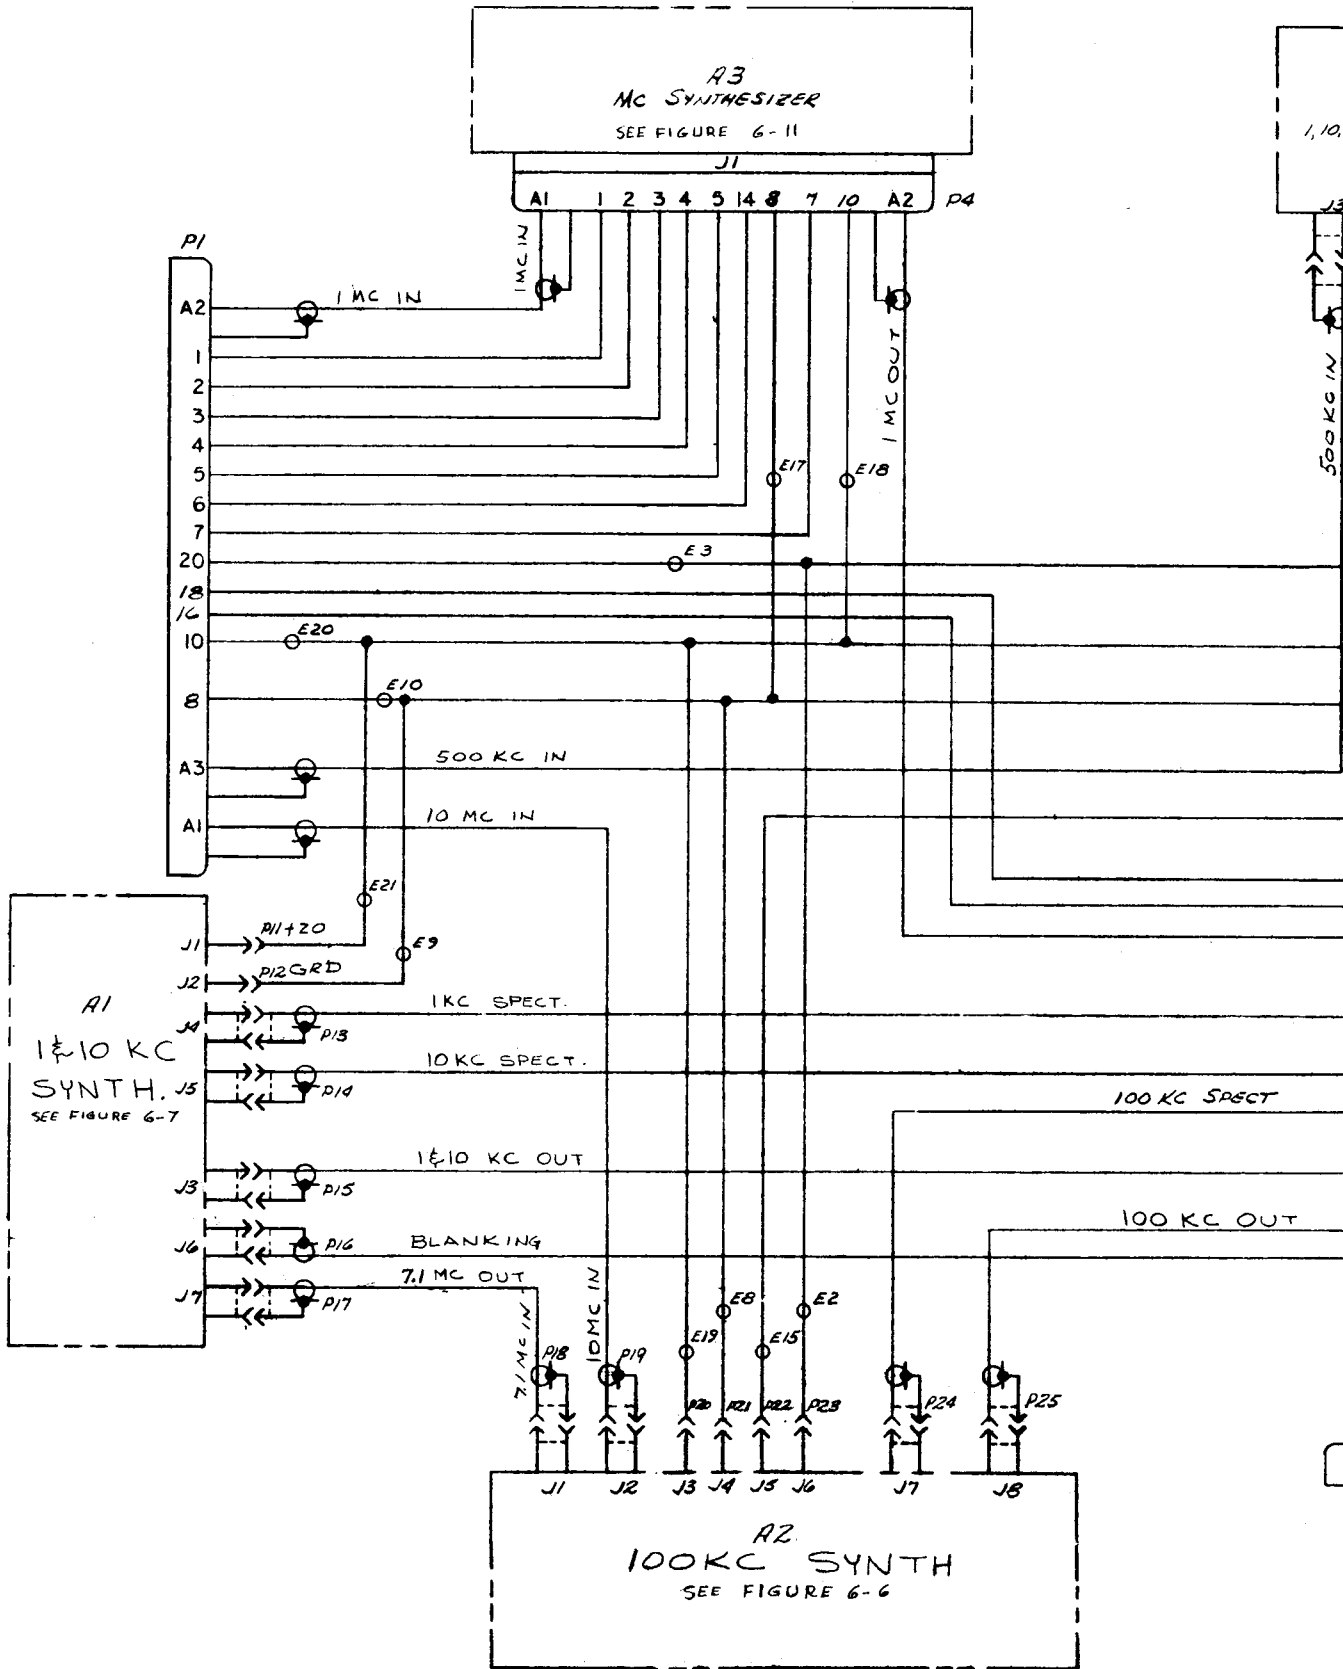 A3
MC SYNTHESIZER
SEE FIGURE 6-11
J1
A1 1 2 3 4 5 14 8 7 10 A2 P4
1,10,
J3
500 KC IN
1 MC IN
1 MC OUT
P1
A2 1 MC IN
1
2
3
4
5
6
7
20
18
16
10
8
A3
A1
E17
E18
E3
E20
E10
500 KC IN
10 MC IN
E21
E9
A1
1&10 KC
SYNTH.
SEE FIGURE 6-7
J1 P11+20
J2 P12 GRD
J4 P13 1KC SPECT.
J5 P14 10KC SPECT.
100 KC SPECT
J3 P15 1&10 KC OUT
J6 P16 BLANKING
100 KC OUT
J7 P17 7.1 MC OUT
7.1 MC IN
10MC IN
E8
E2
E19
E15
P18 P19
P20 P21 P22 P23 P24 P25
J1 J2 J3 J4 J5 J6 J7 J8
A2
100KC SYNTH
SEE FIGURE 6-6